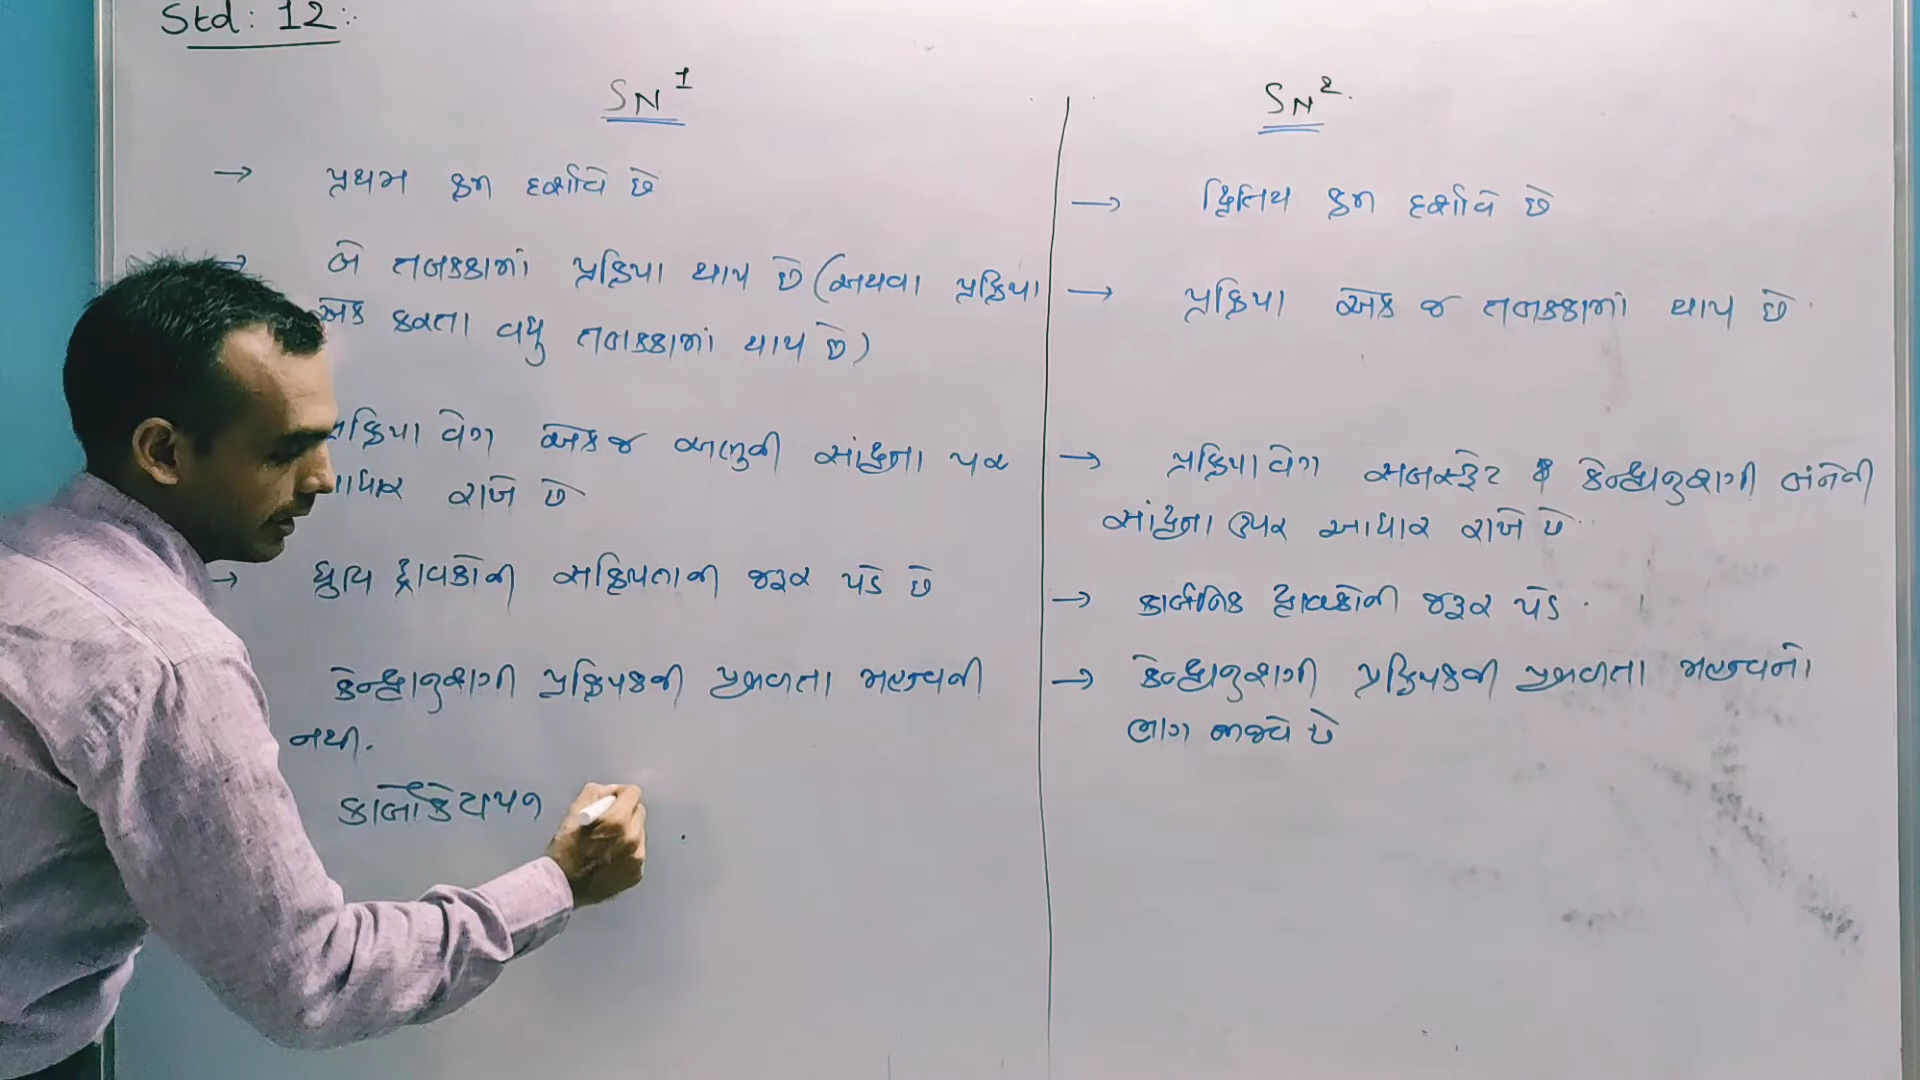 Std: 12:
SN1
→ પ્રથમ ક્રમ દર્શાવે છે
→ બે તબક્કામાં પ્રક્રિયા થાય છે (અથવા પ્રક્રિયા
એક કરતા વધુ તબક્કામાં થાય છે)
પ્રક્રિયા વેગ એક જ અણુની સાંદ્રતા પર
આધાર રાખે છે
→ ધ્રુવીય દ્રાવકોની સક્રિયતાની જરૂર પડે છે
કેન્દ્રાનુરાગી પ્રક્રિયકની પ્રબળતા મહત્વની
નથી.
કાર્બોકેટાયન
SN2.
→ દ્વિતિય ક્રમ દર્શાવે છે
→ પ્રક્રિયા એક જ તબક્કામાં થાય છે.
→ પ્રક્રિયા વેગ સબસ્ટ્રેટ કેન્દ્રાનુરાગી બંનેની
સાંદ્રતા ઉપર આધાર રાખે છે.
→ કાર્બનિક દ્રાવકોની જરૂર પડે.
→ કેન્દ્રાનુરાગી પ્રક્રિયકની પ્રબળતા મહત્વનો
ભાગ ભજવે છે